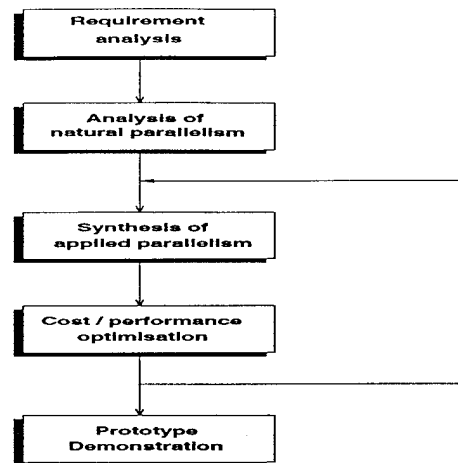 Requirement
analysis
Analysis of
natural parallelism
Synthesis of
applied parallelism
Cost / performance
optimisation
Prototype
Demonstration